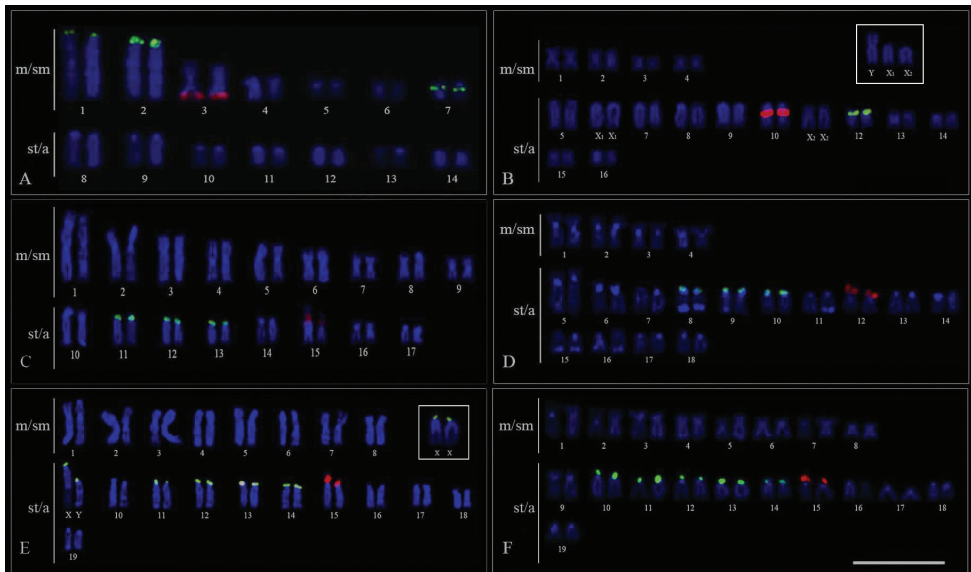 m/sm
1 2 3 4 5 6 7
st/a
8 9 10 11 12 13 14
A
Y X₁ X₂
m/sm
1 2 3 4
5 X₁ X₁ 7 8 9 10 X₂ X₂ 12 13 14
st/a
15 16
B
m/sm
1 2 3 4 5 6 7 8 9
st/a
10 11 12 13 14 15 16 17
C
m/sm
1 2 3 4
st/a
5 6 7 8 9 10 11 12 13 14
15 16 17 18
D
m/sm
1 2 3 4 5 6 7 8
X X
st/a
X Y 10 11 12 13 14 15 16 17 18
19
E
m/sm
1 2 3 4 5 6 7 8
st/a
9 10 11 12 13 14 15 16 17 18
19
F